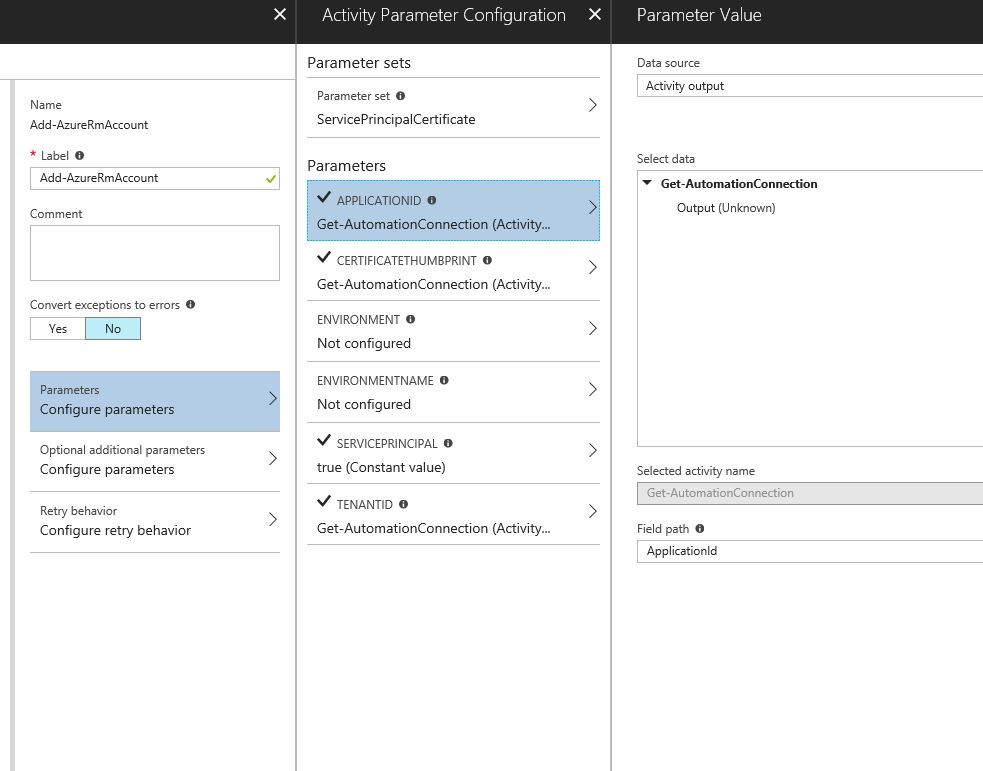 Activity Parameter Configuration
Parameter Value
Name
Add-AzureRmAccount
* Label
Add-AzureRmAccount
Comment
Convert exceptions to errors
Yes
No
Parameters
Configure parameters
Optional additional parameters
Configure parameters
Retry behavior
Configure retry behavior
Parameter sets
Parameter set
ServicePrincipalCertificate
Parameters
APPLICATIONID
Get-AutomationConnection (Activity...
CERTIFICATETHUMBPRINT
Get-AutomationConnection (Activity...
ENVIRONMENT
Not configured
ENVIRONMENTNAME
Not configured
SERVICEPRINCIPAL
true (Constant value)
TENANTID
Get-AutomationConnection (Activity...
Data source
Activity output
Select data
Get-AutomationConnection
Output (Unknown)
Selected activity name
Get-AutomationConnection
Field path
ApplicationId